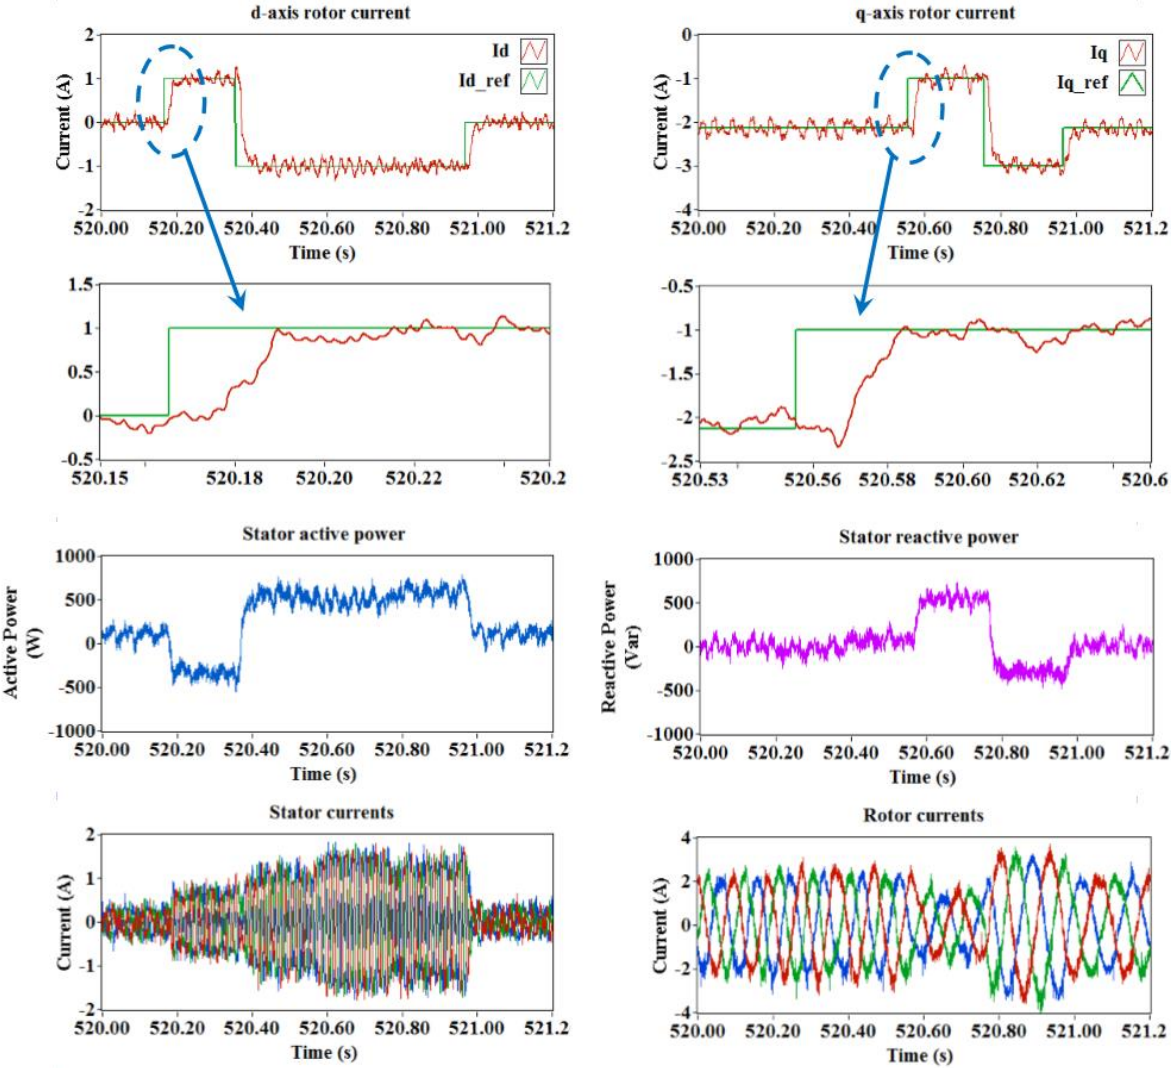 d-axis rotor current
2
1
0
-1
-2
Current (A)
Id
Id_ref
520.00 520.20 520.40 520.60 520.80 521.00 521.2
Time (s)
q-axis rotor current
0
-1
-2
-3
-4
Current (A)
Iq
Iq_ref
520.00 520.20 520.40 520.60 520.80 521.00 521.2
Time (s)
1.5
1
0.5
0
-0.5
520.15 520.18 520.20 520.22 520.2
-0.5
-1
-1.5
-2
-2.5
520.53 520.56 520.58 520.60 520.62 520.6
Stator active power
1000
500
0
-500
-1000
Active Power
(W)
520.00 520.20 520.40 520.60 520.80 521.00 521.2
Time (s)
Stator reactive power
1000
500
0
-500
-1000
Reactive Power
(Var)
520.00 520.20 520.40 520.60 520.80 521.00 521.2
Time (s)
Stator currents
2
1
0
-1
-2
Current (A)
520.00 520.20 520.40 520.60 520.80 521.00 521.2
Time (s)
Rotor currents
4
2
0
-2
-4
Current (A)
520.00 520.20 520.40 520.60 520.80 521.00 521.2
Time (s)